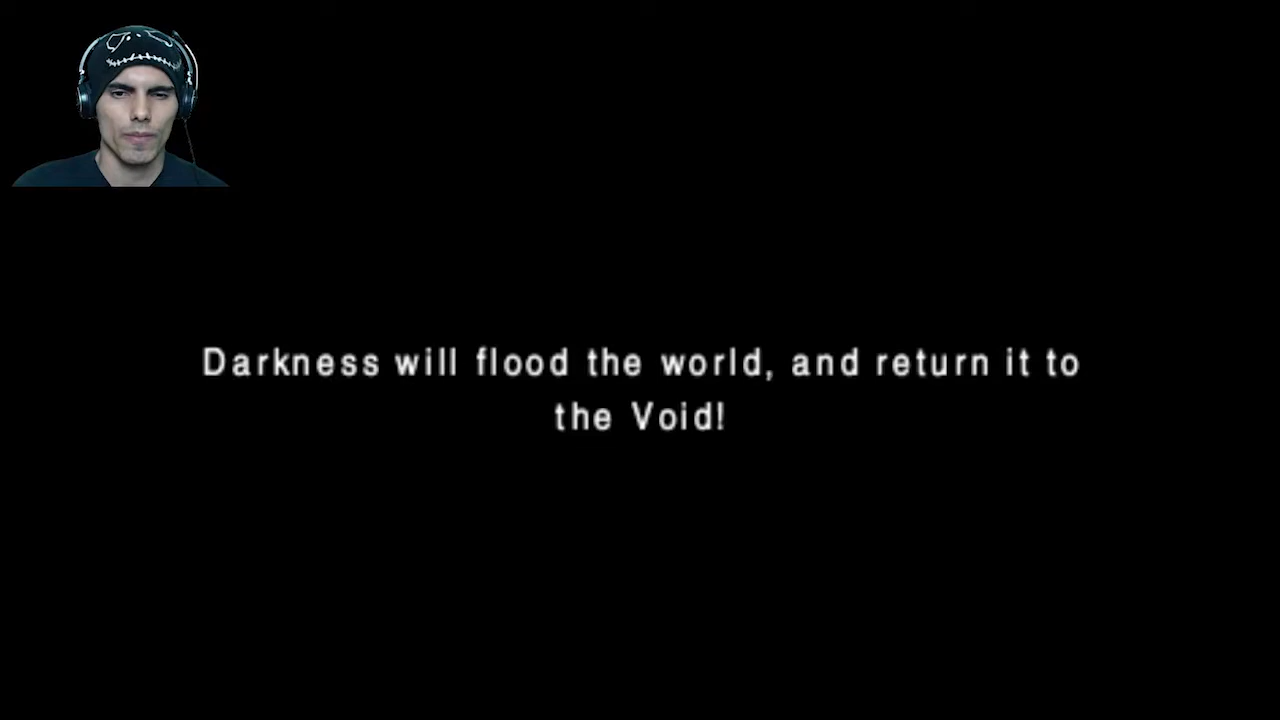 Darkness will flood the world, and return it to
the Void!